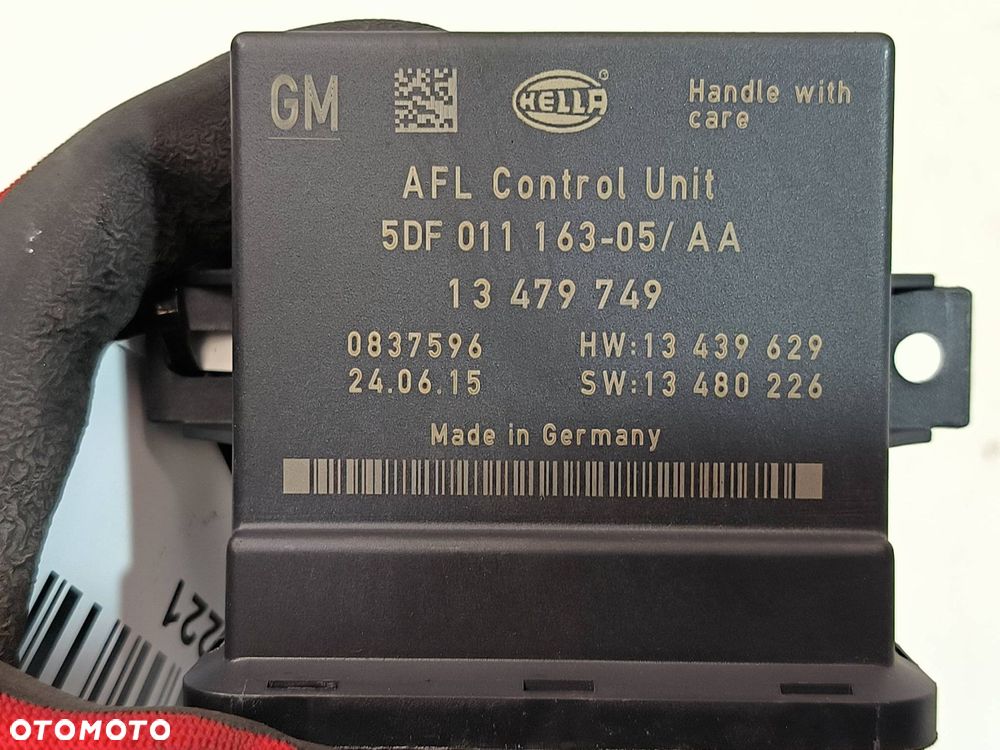 GM
HELLA®
Handle with
care
AFL Control Unit
5DF 011 163-05/AA
13 479 749
0837596
HW:13 439 629
24.06.15
SW:13 480 226
Made in Germany
221
OTOMOTO